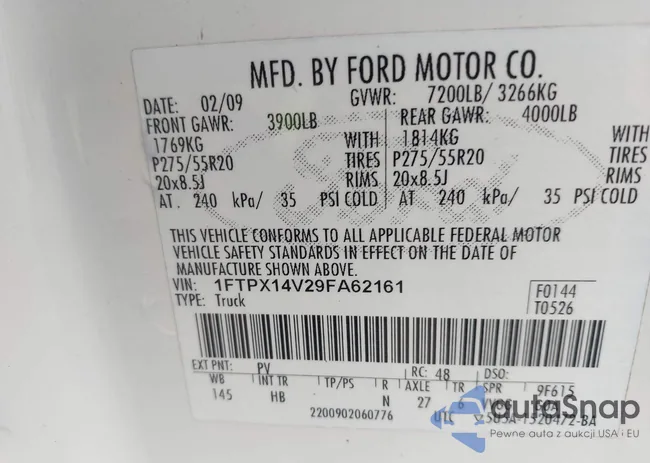 MFD. BY FORD MOTOR CO.
DATE: 02/09 GVWR: 7200LB/ 3266KG
FRONT GAWR: 3900LB REAR GAWR: 4000LB
1769KG WITH 1814KG WITH
P275/55R20 TIRES P275/55R20 TIRES
20x8.5J RIMS 20x8.5J RIMS
AT. 240 kPa/ 35 PSI COLD AT 240 kPa/ 35 PSI COLD
THIS VEHICLE CONFORMS TO ALL APPLICABLE FEDERAL MOTOR
VEHICLE SAFETY STANDARDS IN EFFECT ON THE DATE OF
MANUFACTURE SHOWN ABOVE.
VIN: 1FTPX14V29FA62161 F0144
TYPE: Truck T0526
EXT PNT: PV RC: 48 DSO:
WB INT TR TP/PS R AXLE TR SPR 9F615
145 HB N 27 6
2200902060776 UTC
autoSnap
Pewne auta z aukcji USA i EU